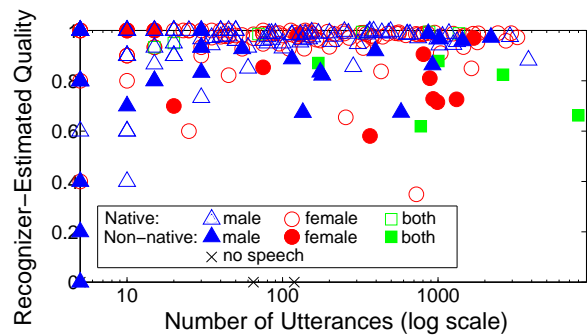 Recognizer-Estimated Quality
1
0.8
0.6
0.4
0.2
0
Native: male female both
Non-native: male female both
no speech
10 100 1000
Number of Utterances (log scale)